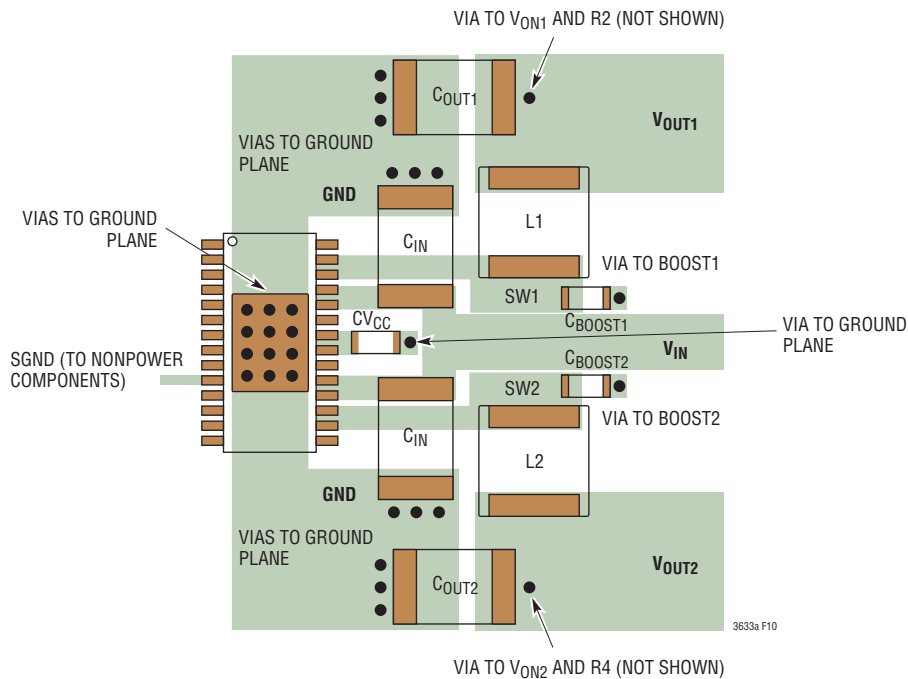 VIA TO VON1 AND R2 (NOT SHOWN)
COUT1
VOUT1
VIAS TO GROUND
PLANE
GND
VIAS TO GROUND
PLANE
L1
CIN
VIA TO BOOST1
SW1
CBOOST1
CVCC
VIA TO GROUND
PLANE
VIN
SGND (TO NONPOWER
COMPONENTS)
CBOOST2
SW2
VIA TO BOOST2
CIN
L2
GND
VIAS TO GROUND
PLANE
COUT2
VOUT2
3633a F10
VIA TO VON2 AND R4 (NOT SHOWN)